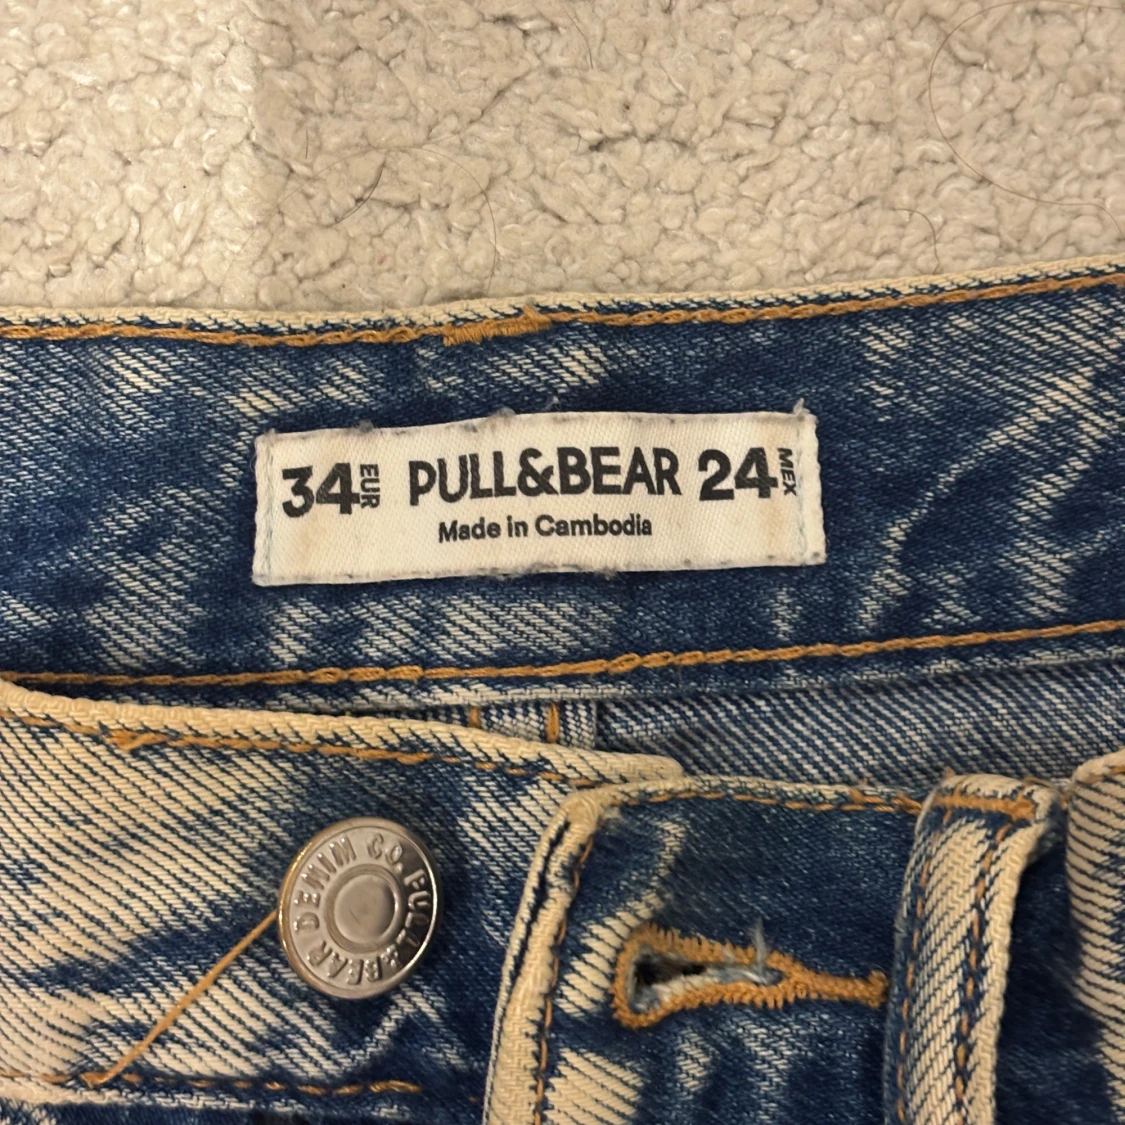 34 EUR PULL&BEAR 24 MEX
Made in Cambodia
DENIM CO. PULL&BEAR